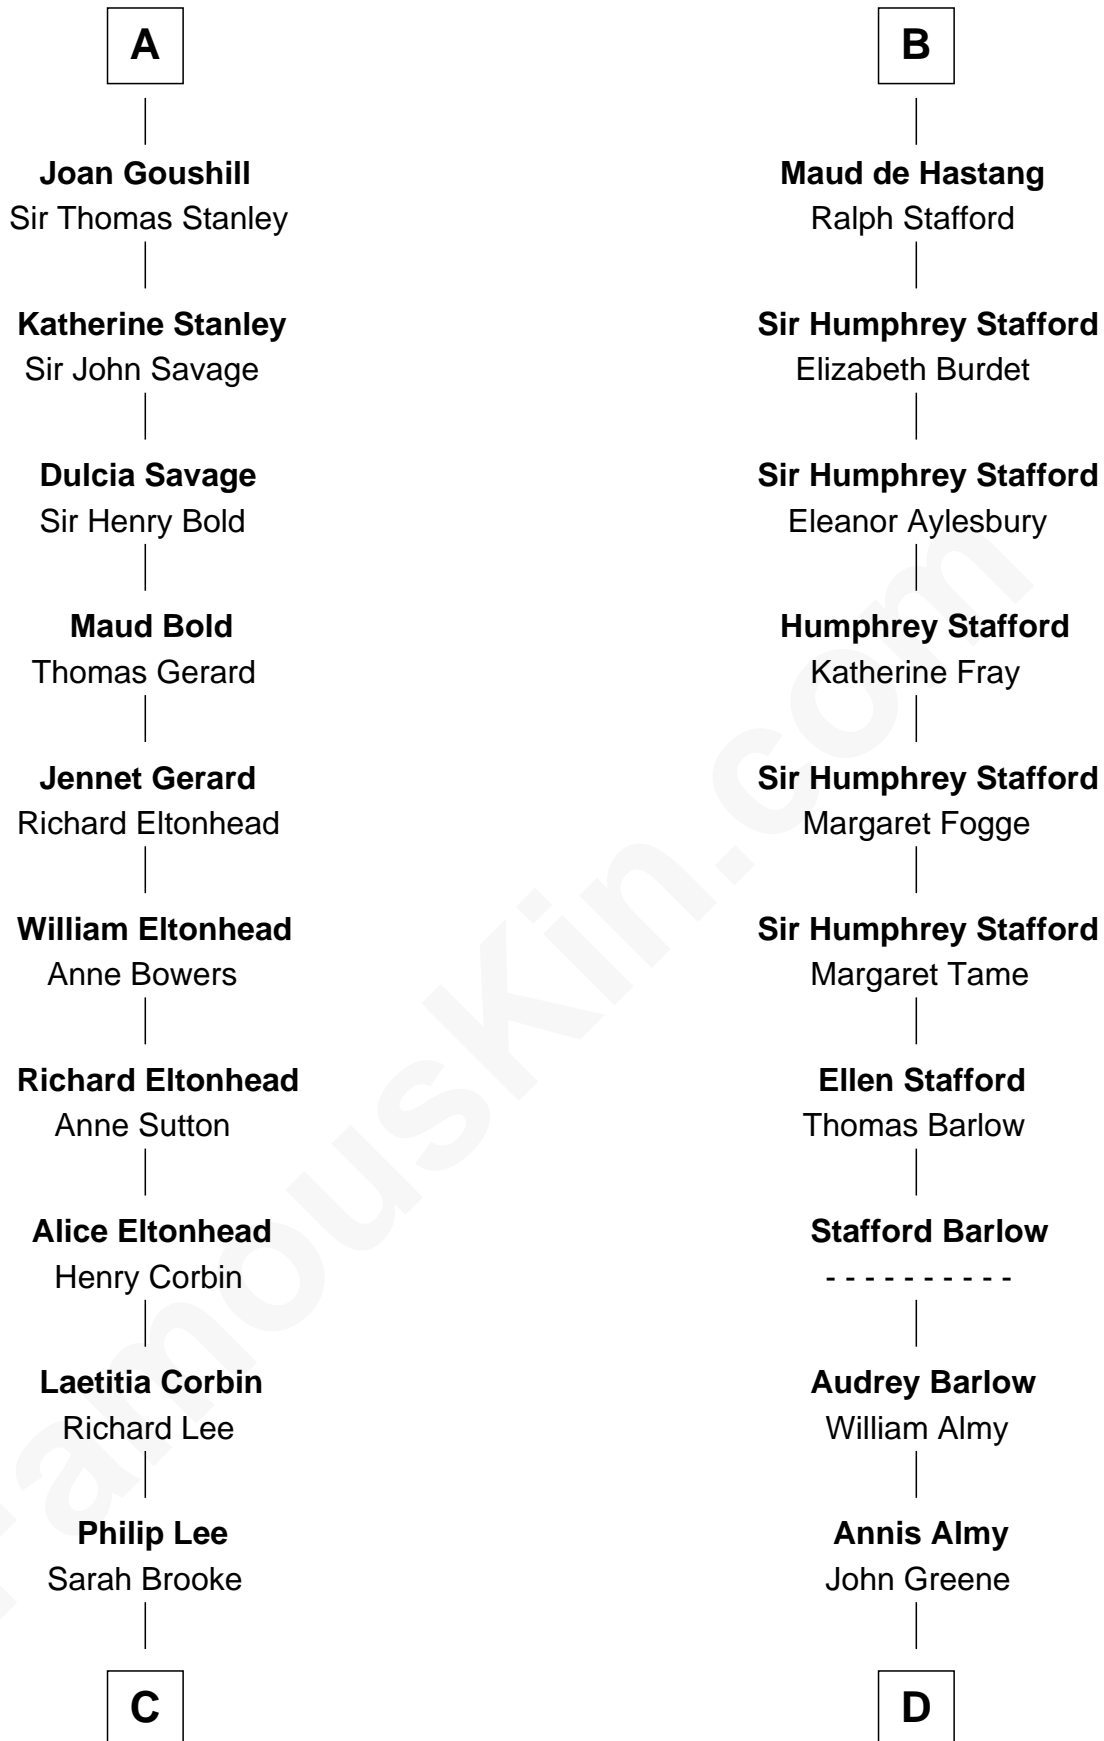 A
Joan Goushill
Sir Thomas Stanley
Katherine Stanley
Sir John Savage
Dulcia Savage
Sir Henry Bold
Maud Bold
Thomas Gerard
Jennet Gerard
Richard Eltonhead
William Eltonhead
Anne Bowers
Richard Eltonhead
Anne Sutton
Alice Eltonhead
Henry Corbin
Laetitia Corbin
Richard Lee
Philip Lee
Sarah Brooke
C
B
Maud de Hastang
Ralph Stafford
Sir Humphrey Stafford
Elizabeth Burdet
Sir Humphrey Stafford
Eleanor Aylesbury
Humphrey Stafford
Katherine Fray
Sir Humphrey Stafford
Margaret Fogge
Sir Humphrey Stafford
Margaret Tame
Ellen Stafford
Thomas Barlow
Stafford Barlow
- - - - - - - - - -
Audrey Barlow
William Almy
Annis Almy
John Greene
D
FamousKin.com